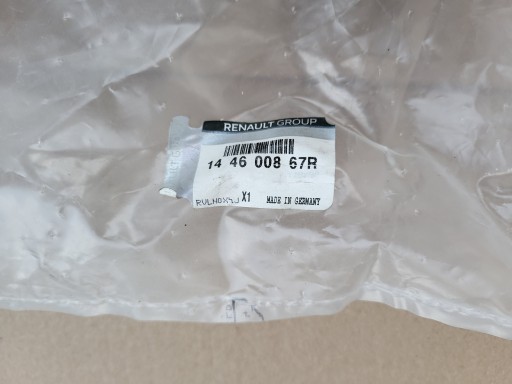 RENAULT GROUP
14 46 008 67R
X1 MADE IN GERMANY